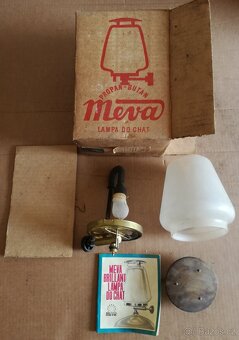 PROPAN-BUTAN
Meva
LAMPA DO CHAT
MEVA
BRILLANT
LAMPA
DO CHAT